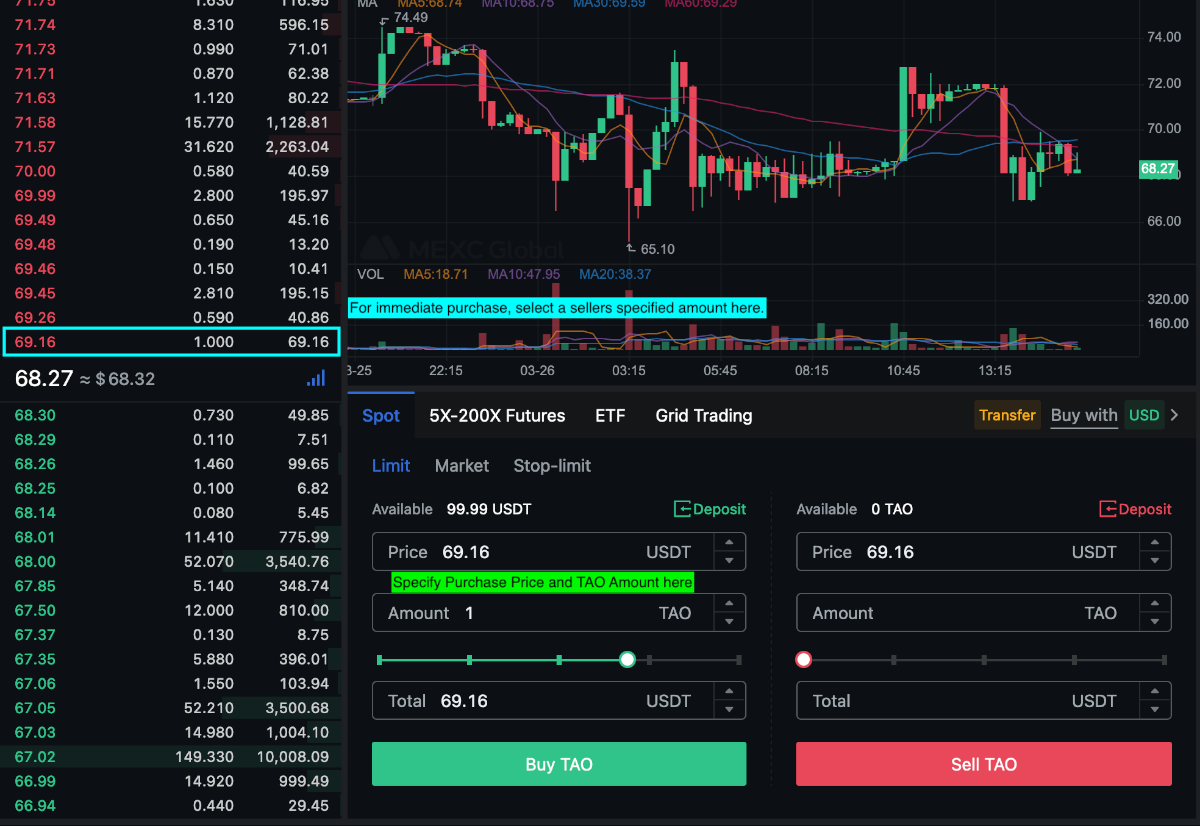 71.75 1.630 116.95
71.74 8.310 596.15
71.73 0.990 71.01
71.71 0.870 62.38
71.63 1.120 80.22
71.58 15.770 1,128.81
71.57 31.620 2,263.04
70.00 0.580 40.59
69.99 2.800 195.97
69.49 0.650 45.16
69.48 0.190 13.20
69.46 0.150 10.41
69.45 2.810 195.15
69.26 0.590 40.86
69.16 1.000 69.16
68.27 ≈ $68.32
68.30 0.730 49.85
68.29 0.110 7.51
68.26 1.460 99.65
68.25 0.100 6.82
68.14 0.080 5.45
68.01 11.410 775.99
68.00 52.070 3,540.76
67.85 5.140 348.74
67.50 12.000 810.00
67.37 0.130 8.75
67.35 5.880 396.01
67.06 1.550 103.94
67.05 52.210 3,500.68
67.03 14.980 1,004.10
67.02 149.330 10,008.09
66.99 14.920 999.49
66.94 0.440 29.45
MA MA5:68.74 MA10:68.75 MA30:69.59 MA60:69.29
74.49
74.00
72.00
70.00
68.27
66.00
MEXC Global
65.10
VOL MA5:18.71 MA10:47.95 MA20:38.37
320.00
For immediate purchase, select a sellers specified amount here.
160.00
3-25 22:15 03-26 03:15 05:45 08:15 10:45 13:15
Spot 5X-200X Futures ETF Grid Trading Transfer Buy with USD
Limit Market Stop-limit
Available 99.99 USDT Deposit
Price 69.16 USDT
Specify Purchase Price and TAO Amount here
Amount 1 TAO
Total 69.16 USDT
Buy TAO
Available 0 TAO Deposit
Price 69.16 USDT
Amount TAO
Total USDT
Sell TAO